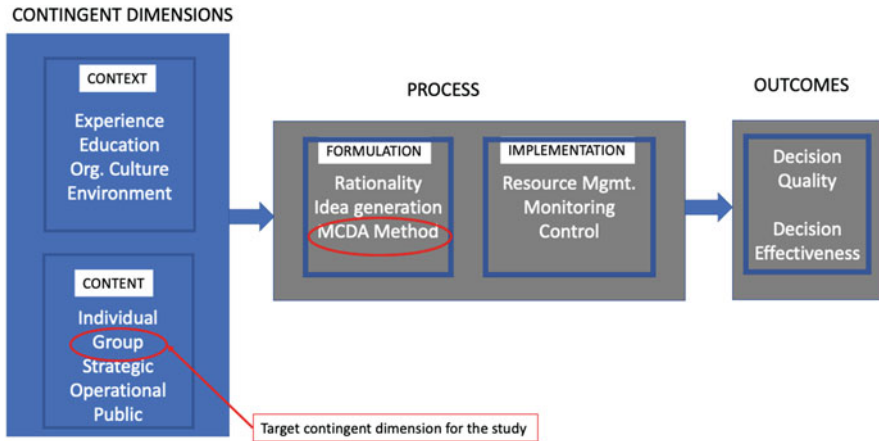 CONTINGENT DIMENSIONS
CONTEXT
Experience
Education
Org. Culture
Environment
CONTENT
Individual
Group
Strategic
Operational
Public
PROCESS
FORMULATION
Rationality
Idea generation
MCDA Method
IMPLEMENTATION
Resource Mgmt.
Monitoring
Control
OUTCOMES
Decision
Quality
Decision
Effectiveness
Target contingent dimension for the study